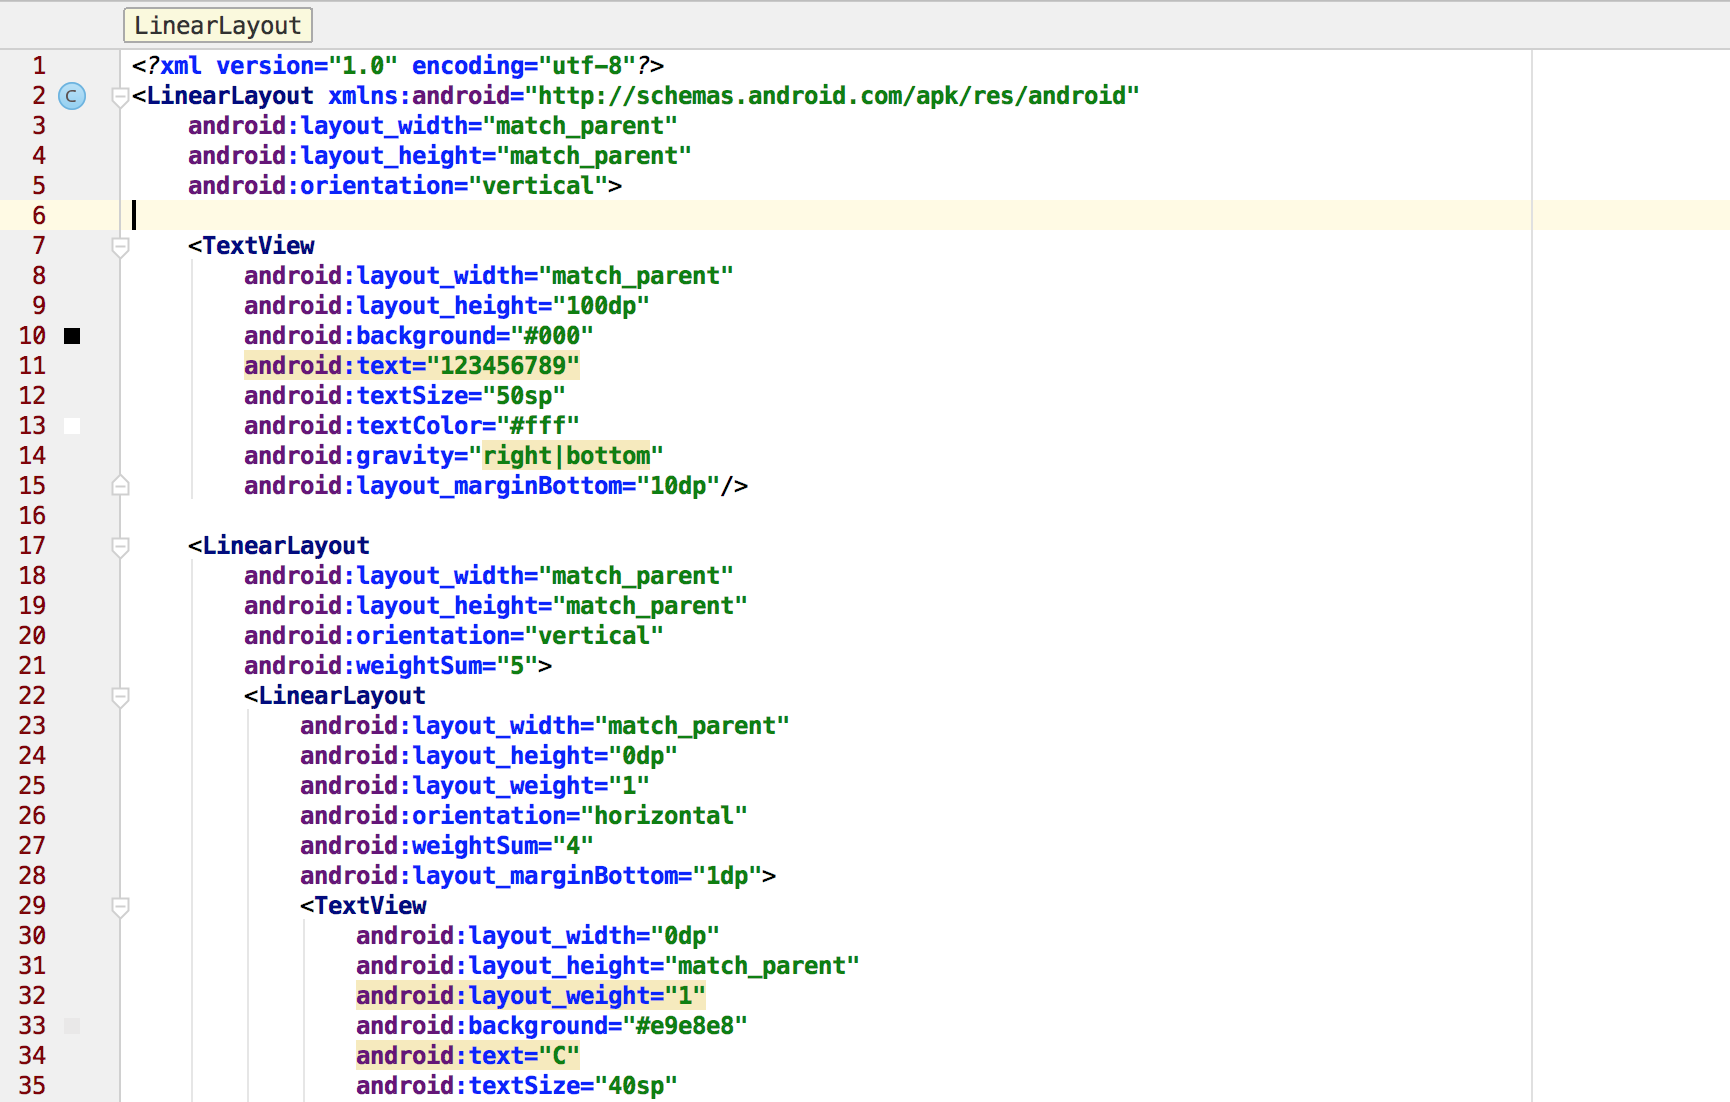 LinearLayout
1 <?xml version="1.0" encoding="utf-8"?>
2 C <LinearLayout xmlns:android="http://schemas.android.com/apk/res/android"
3 android:layout_width="match_parent"
4 android:layout_height="match_parent"
5 android:orientation="vertical">
6
7 <TextView
8 android:layout_width="match_parent"
9 android:layout_height="100dp"
10 android:background="#000"
11 android:text="123456789"
12 android:textSize="50sp"
13 android:textColor="#fff"
14 android:gravity="right|bottom"
15 android:layout_marginBottom="10dp"/>
16
17 <LinearLayout
18 android:layout_width="match_parent"
19 android:layout_height="match_parent"
20 android:orientation="vertical"
21 android:weightSum="5">
22 <LinearLayout
23 android:layout_width="match_parent"
24 android:layout_height="0dp"
25 android:layout_weight="1"
26 android:orientation="horizontal"
27 android:weightSum="4"
28 android:layout_marginBottom="1dp">
29 <TextView
30 android:layout_width="0dp"
31 android:layout_height="match_parent"
32 android:layout_weight="1"
33 android:background="#e9e8e8"
34 android:text="C"
35 android:textSize="40sp"